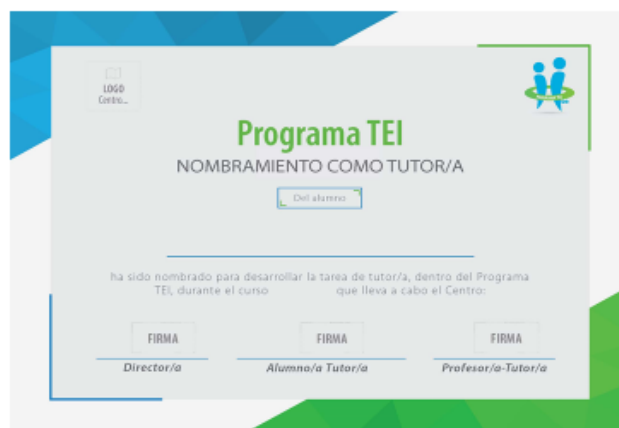 LOGO
Centro...
Programa TEI
NOMBRAMIENTO COMO TUTOR/A
Del alumno
ha sido nombrado para desarrollar la tarea de tutor/a, dentro del Programa
TEI, durante el curso que lleva a cabo el Centro:
FIRMA FIRMA FIRMA
Director/a Alumno/a Tutor/a Profesor/a-Tutor/a